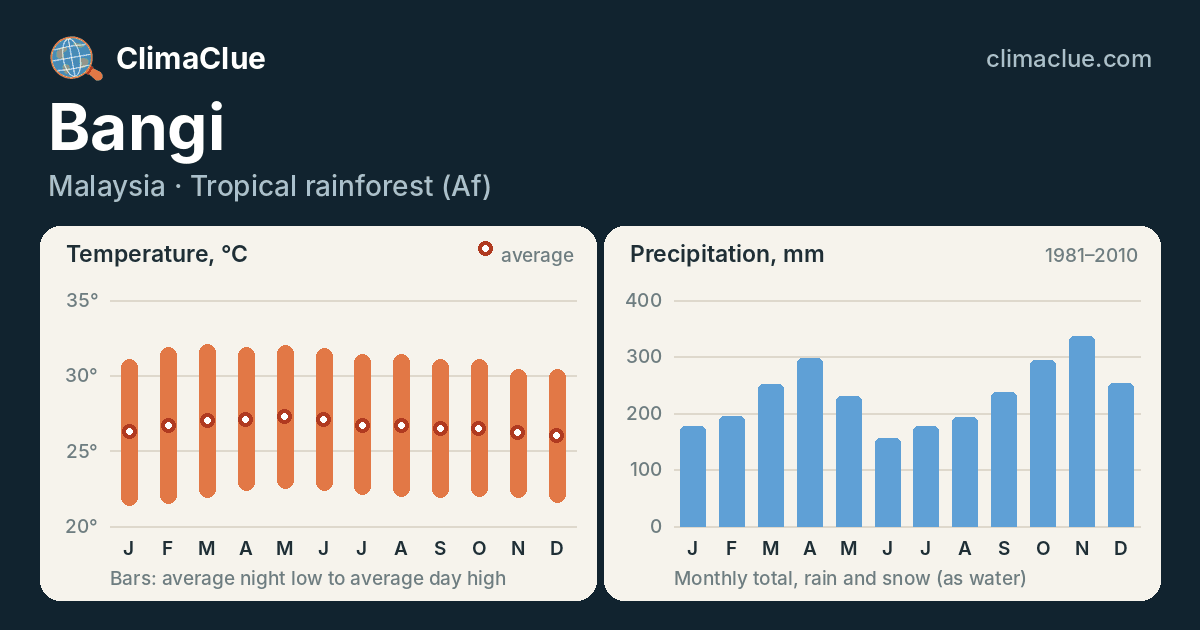 ClimaClue
climaclue.com
Bangi
Malaysia · Tropical rainforest (Af)
Temperature, °C
average
35°
30°
25°
20°
J F M A M J J A S O N D
Bars: average night low to average day high
Precipitation, mm
1981–2010
400
300
200
100
0
J F M A M J J A S O N D
Monthly total, rain and snow (as water)